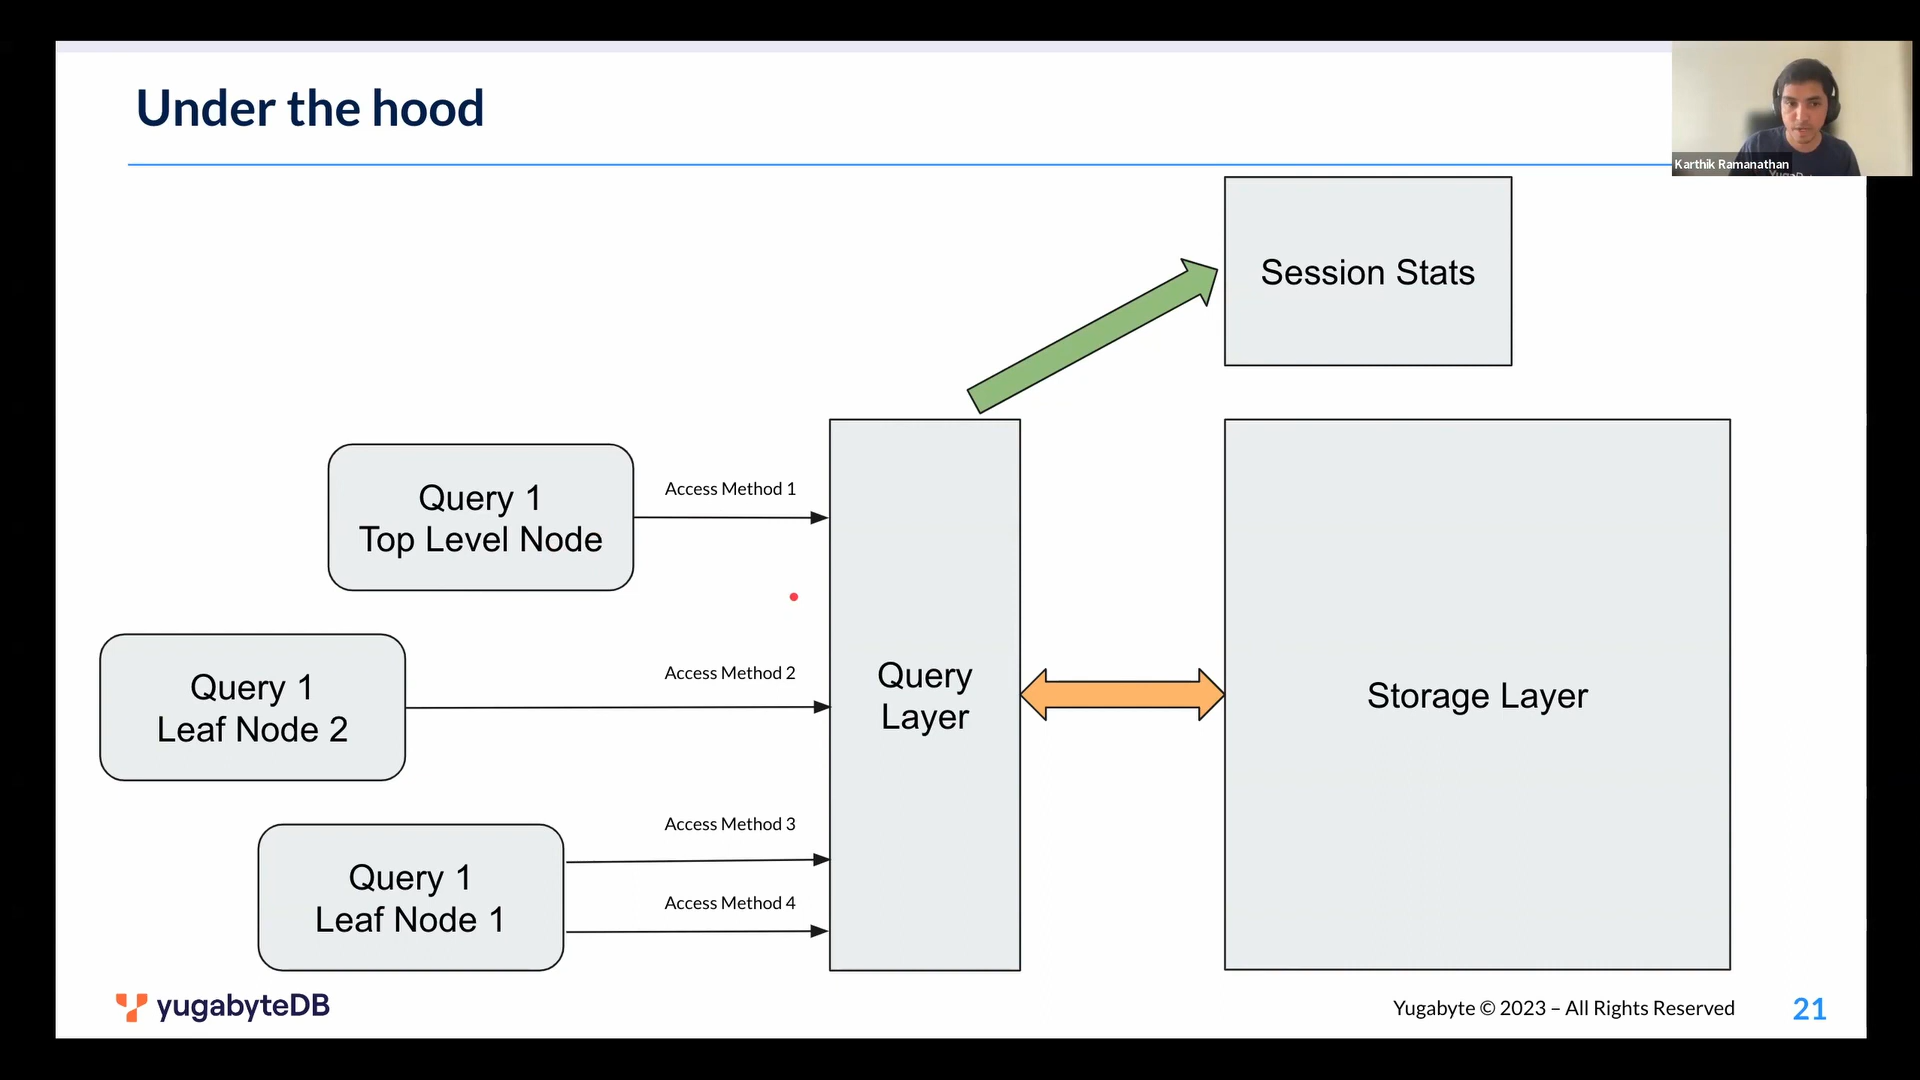 Under the hood
Karthik Ramanathan
Session Stats
Query 1
Top Level Node
Access Method 1
Query 1
Leaf Node 2
Access Method 2
Query
Layer
Storage Layer
Query 1
Leaf Node 1
Access Method 3
Access Method 4
yugabyteDB
Yugabyte © 2023 – All Rights Reserved
21